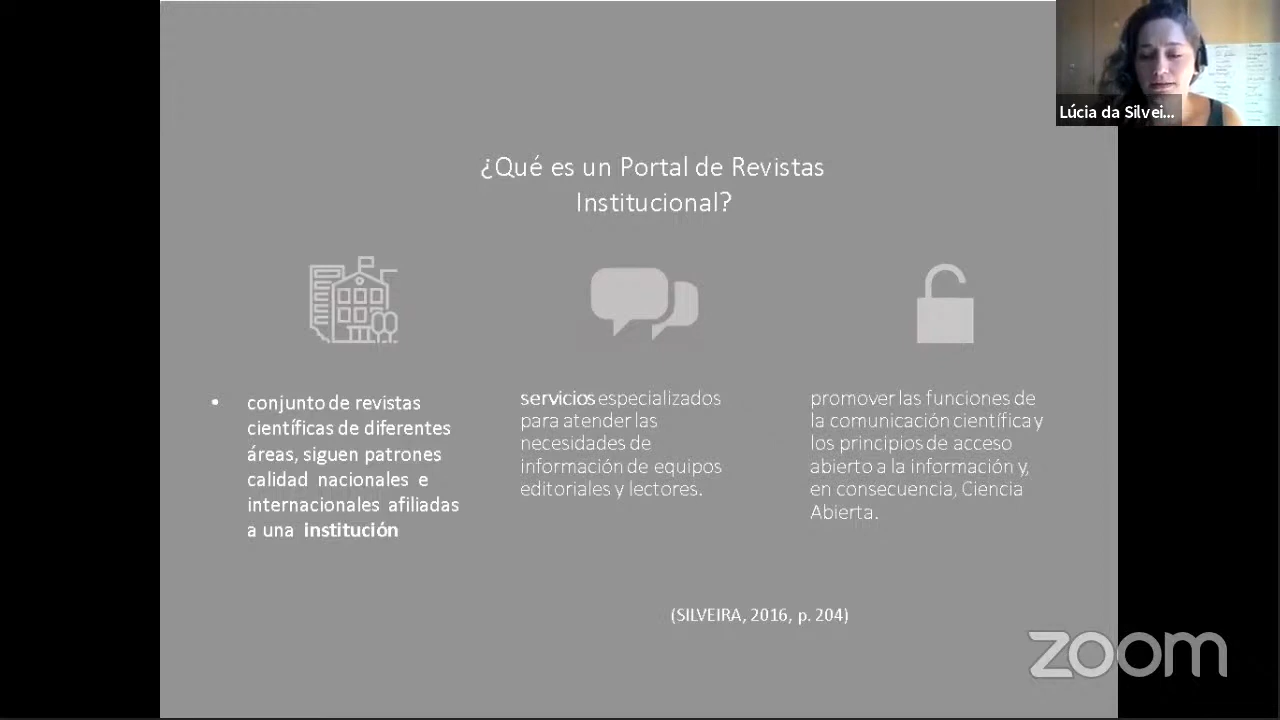 Lúcia da Silvei...
¿Qué es un Portal de Revistas
Institucional?
• conjunto de revistas
científicas de diferentes
áreas, siguen patrones
calidad nacionales e
internacionales afiliadas
a una institución
servicios especializados
para atender las
necesidades de
información de equipos
editoriales y lectores.
promover las funciones de
la comunicación científica y
los principios de acceso
abierto a la información y,
en consecuencia, Ciencia
Abierta.
(SILVEIRA, 2016, p. 204)
zoom